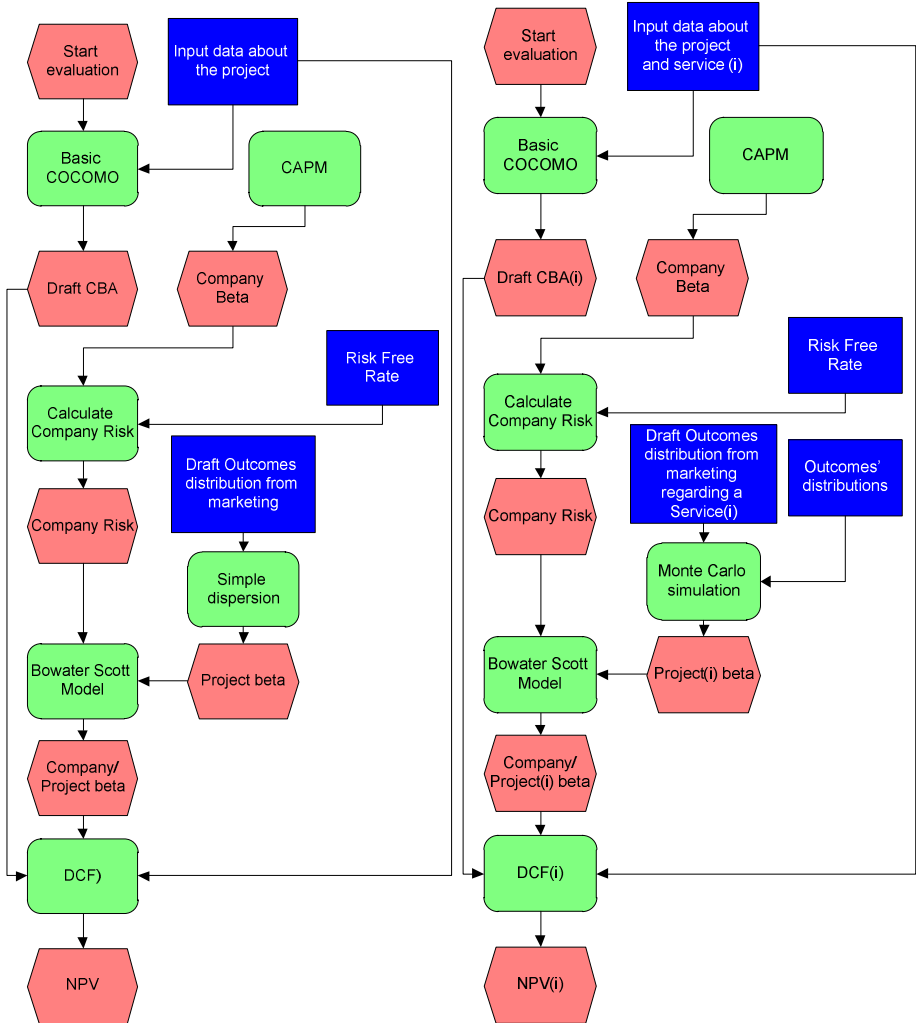 Start
evaluation
Input data about
the project
Basic
COCOMO
CAPM
Draft CBA
Company
Beta
Risk Free
Rate
Calculate
Company Risk
Draft Outcomes
distribution from
marketing
Company Risk
Simple
dispersion
Bowater Scott
Model
Project beta
Company/
Project beta
DCF)
NPV
Start
evaluation
Input data about
the project
and service (i)
Basic
COCOMO
CAPM
Draft CBA(i)
Company
Beta
Risk Free
Rate
Calculate
Company Risk
Draft Outcomes
distribution from
marketing
regarding a
Service(i)
Outcomes'
distributions
Company Risk
Monte Carlo
simulation
Bowater Scott
Model
Project(i) beta
Company/
Project(i) beta
DCF(i)
NPV(i)